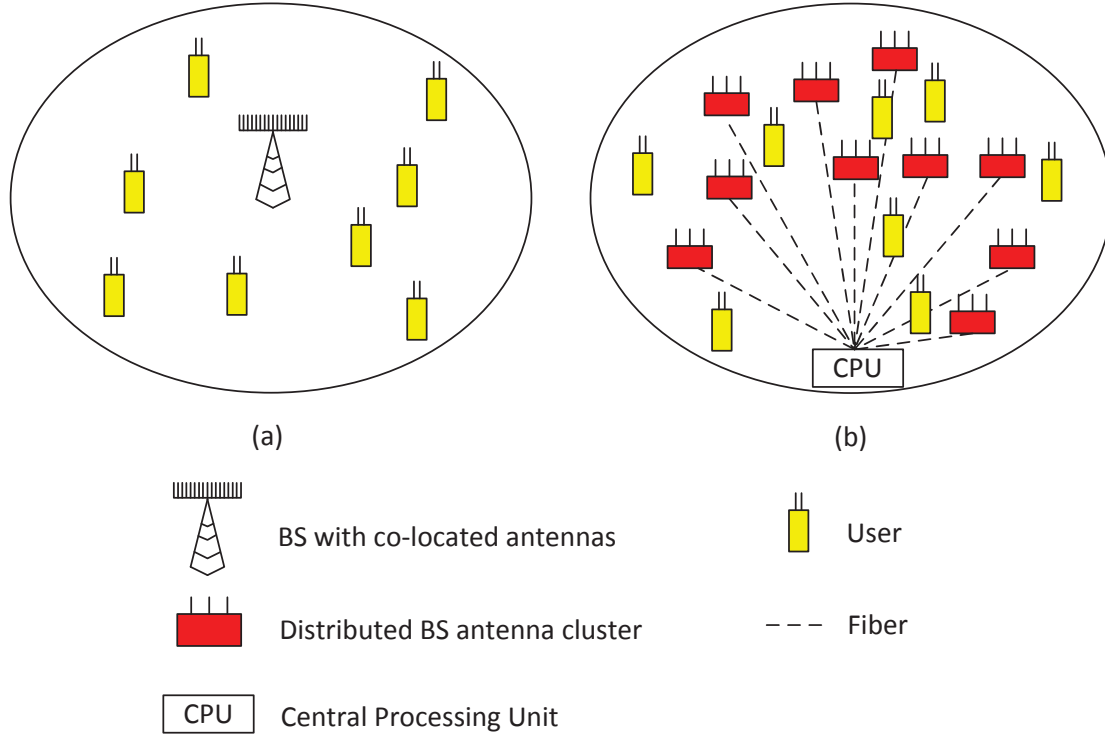 CPU
(a)
(b)
BS with co-located antennas
User
Distributed BS antenna cluster
Fiber
CPU
Central Processing Unit